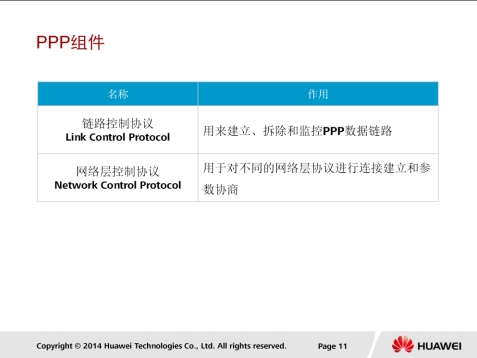 PPP组件
名称
作用
链路控制协议
Link Control Protocol
用来建立、拆除和监控PPP数据链路
网络层控制协议
Network Control Protocol
用于对不同的网络层协议进行连接建立和参
数协商
Copyright © 2014 Huawei Technologies Co., Ltd. All rights reserved.
Page 11
HUAWEI